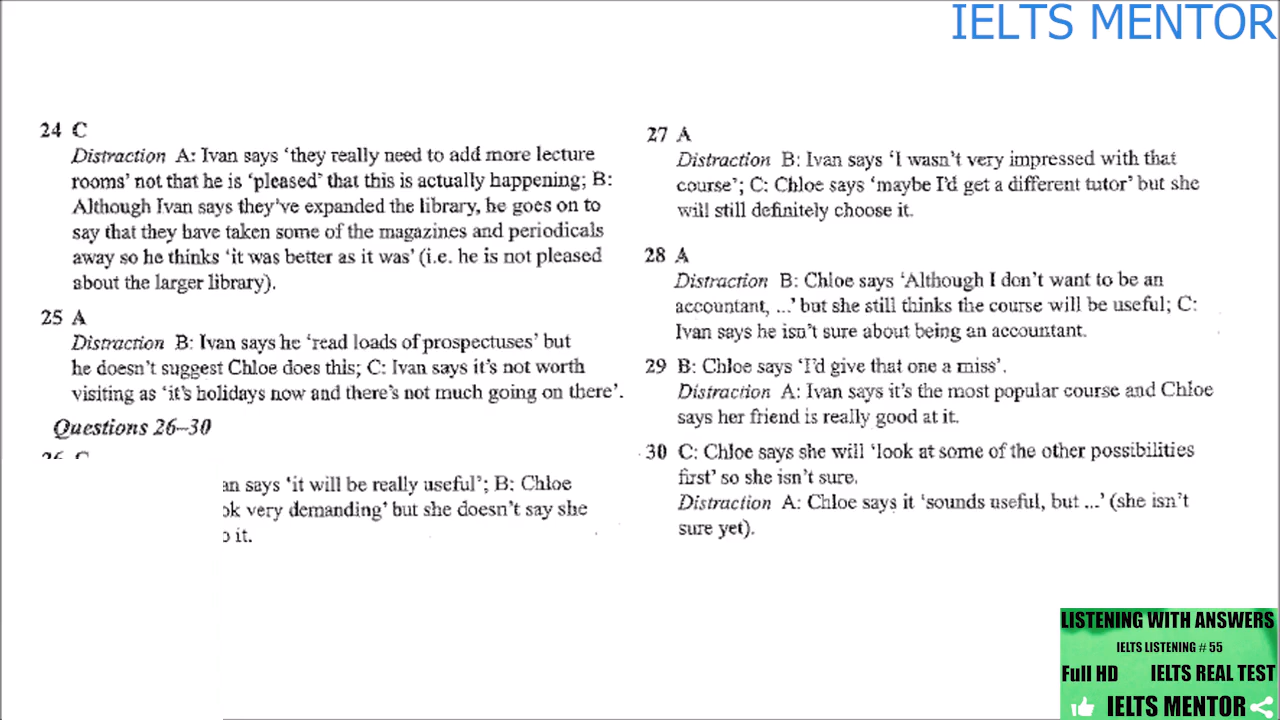 IELTS MENTOR
24 C
Distraction A: Ivan says ‘they really need to add more lecture
rooms’ not that he is ‘pleased’ that this is actually happening; B:
Although Ivan says they’ve expanded the library, he goes on to
say that they have taken some of the magazines and periodicals
away so he thinks ‘it was better as it was’ (i.e. he is not pleased
about the larger library).
25 A
Distraction B: Ivan says he ‘read loads of prospectuses’ but
he doesn’t suggest Chloe does this; C: Ivan says it’s not worth
visiting as ‘it’s holidays now and there’s not much going on there’.
Questions 26–30
26 C
an says ‘it will be really useful’; B: Chloe
ok very demanding’ but she doesn’t say she
o it.
27 A
Distraction B: Ivan says ‘I wasn’t very impressed with that
course’; C: Chloe says ‘maybe I’d get a different tutor’ but she
will still definitely choose it.
28 A
Distraction B: Chloe says ‘Although I don’t want to be an
accountant, ...’ but she still thinks the course will be useful; C:
Ivan says he isn’t sure about being an accountant.
29 B: Chloe says ‘I’d give that one a miss’.
Distraction A: Ivan says it’s the most popular course and Chloe
says her friend is really good at it.
30 C: Chloe says she will ‘look at some of the other possibilities
first’ so she isn’t sure.
Distraction A: Chloe says it ‘sounds useful, but ...’ (she isn’t
sure yet).
LISTENING WITH ANSWERS
IELTS LISTENING # 55
Full HD IELTS REAL TEST
IELTS MENTOR